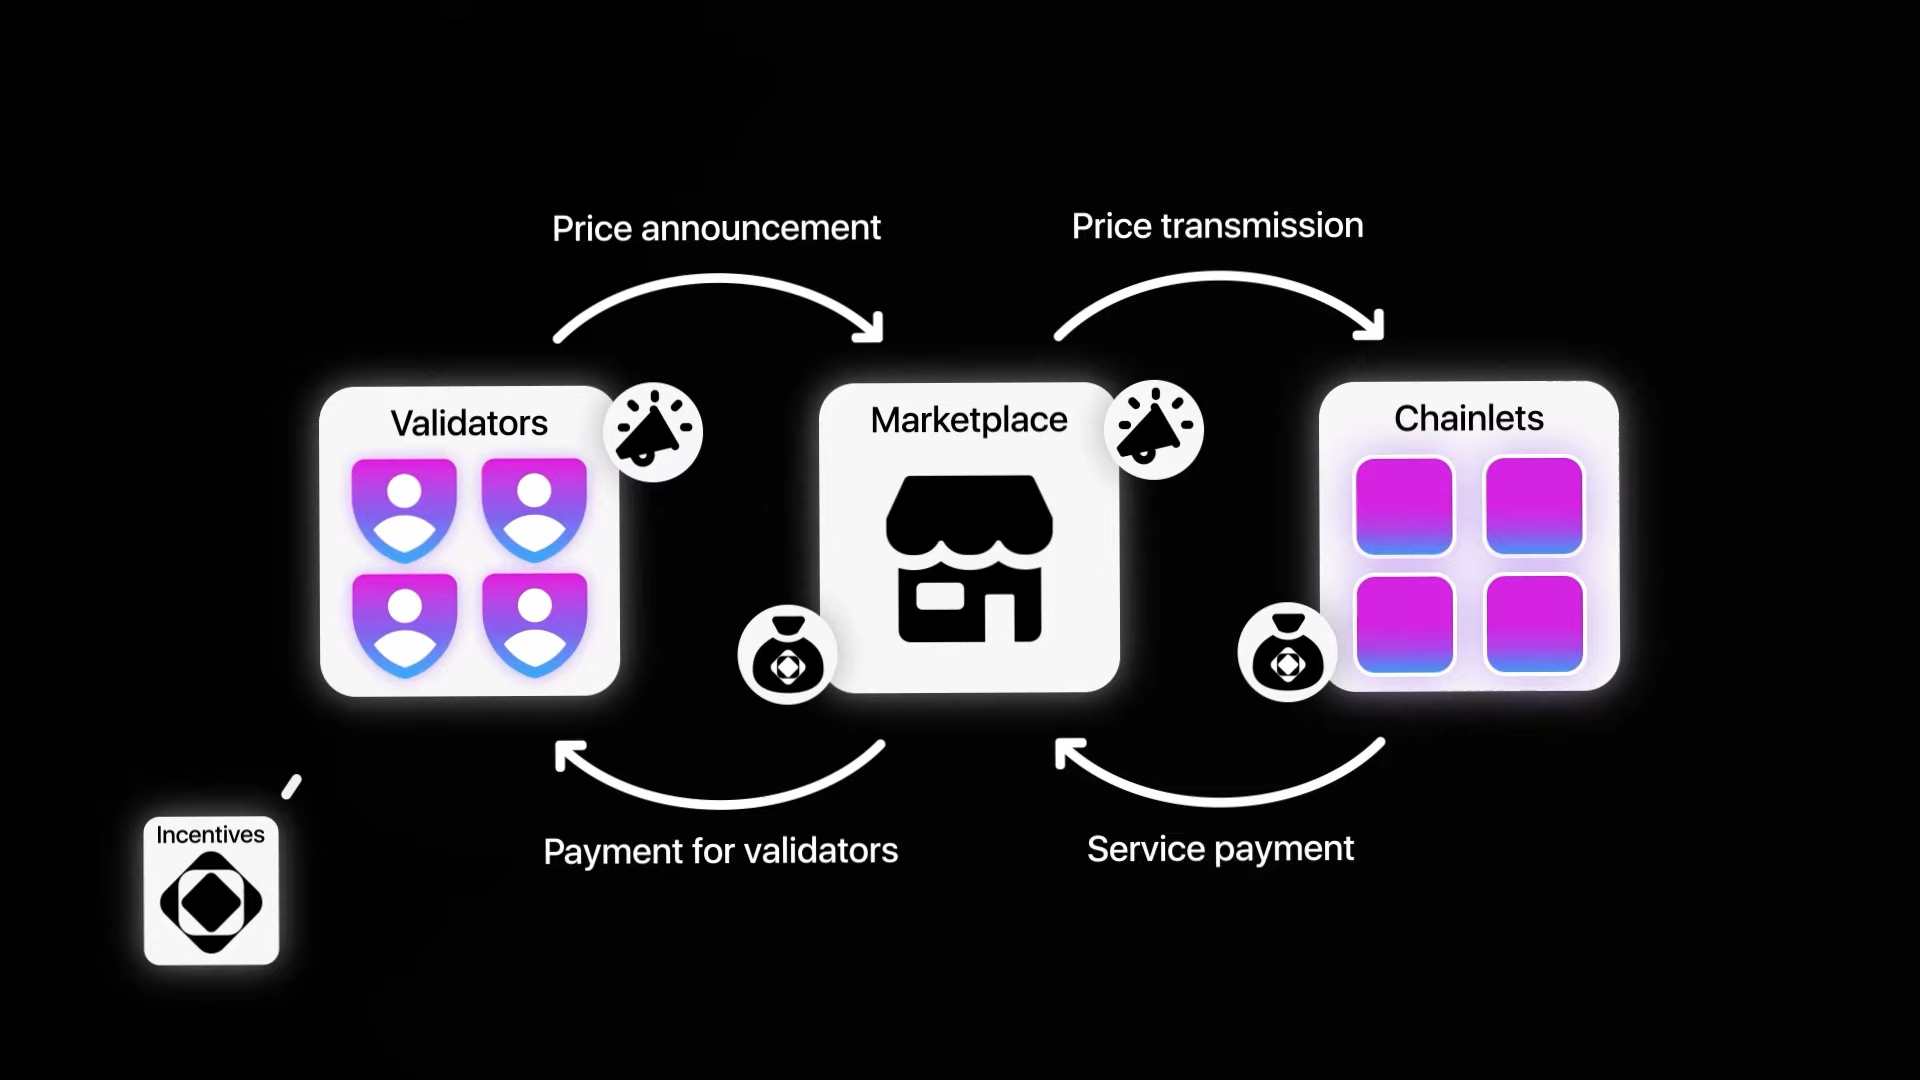 Price announcement
Price transmission
Validators
Marketplace
Chainlets
Payment for validators
Service payment
Incentives